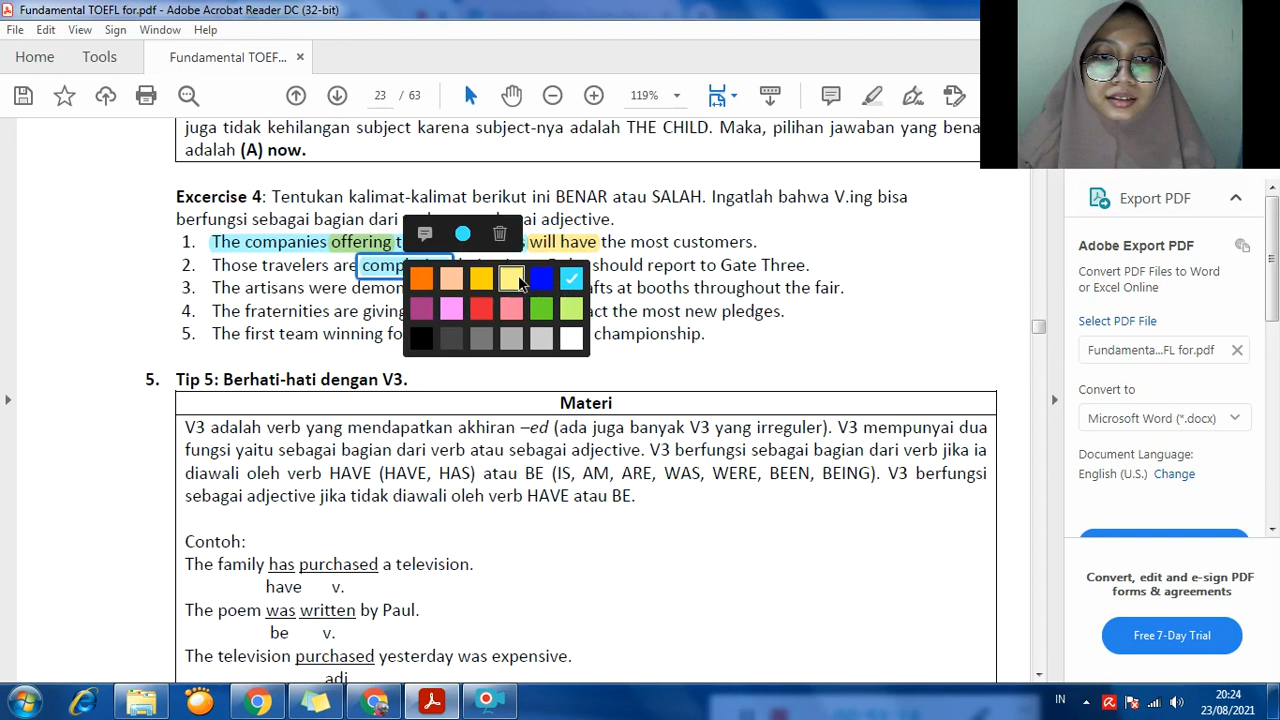 Fundamental TOEFL for.pdf - Adobe Acrobat Reader DC (32-bit)
File Edit View Sign Window Help
Home Tools Fundamental TOEF... ×
23 / 63 119%
juga tidak kehilangan subject karena subject-nya adalah THE CHILD. Maka, pilihan jawaban yang bena
adalah (A) now.
Excercise 4: Tentukan kalimat-kalimat berikut ini BENAR atau SALAH. Ingatlah bahwa V.ing bisa
berfungsi sebagai bagian dari ai adjective.
1. The companies offering will have the most customers.
2. Those travelers are should report to Gate Three.
3. The artisans were at booths throughout the fair.
4. The fraternities are the most new pledges.
5. The first team winning championship.
5. Tip 5: Berhati-hati dengan V3.
Materi
V3 adalah verb yang mendapatkan akhiran –ed (ada juga banyak V3 yang irreguler). V3 mempunyai dua
fungsi yaitu sebagai bagian dari verb atau sebagai adjective. V3 berfungsi sebagai bagian dari verb jika ia
diawali oleh verb HAVE (HAVE, HAS) atau BE (IS, AM, ARE, WAS, WERE, BEEN, BEING). V3 berfungsi
sebagai adjective jika tidak diawali oleh verb HAVE atau BE.
Contoh:
The family has purchased a television.
have v.
The poem was written by Paul.
be v.
The television purchased yesterday was expensive.
adj
Export PDF
Adobe Export PDF
Convert PDF Files to Word
or Excel Online
Select PDF File
Fundamenta...FL for.pdf ×
Convert to
Microsoft Word (*.docx)
Document Language:
English (U.S.) Change
Convert, edit and e-sign PDF
forms & agreements
Free 7-Day Trial
IN
20:24
23/08/2021